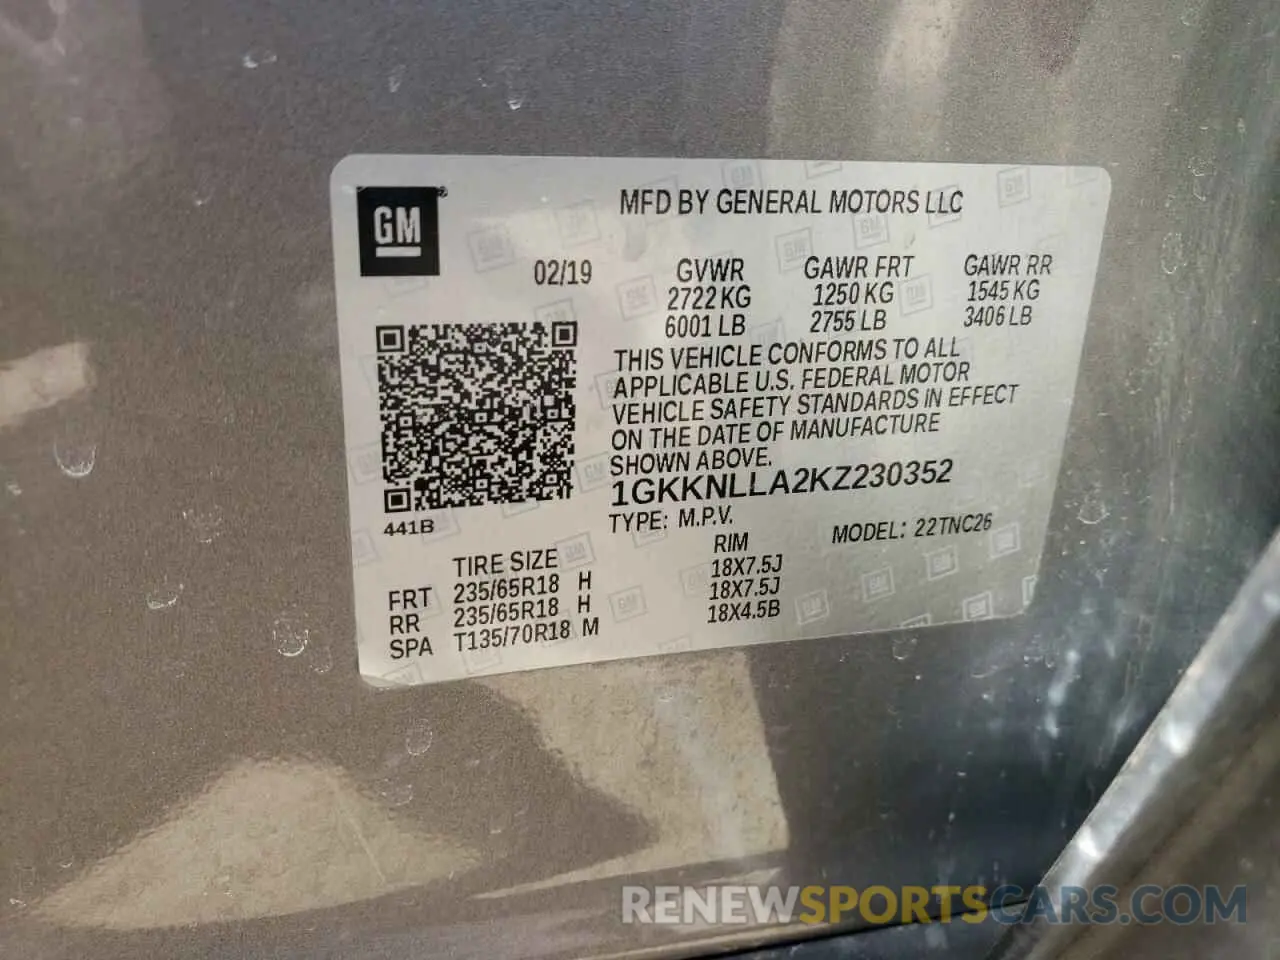 GM®
MFD BY GENERAL MOTORS LLC
02/19
GVWR GAWR FRT GAWR RR
2722 KG 1250 KG 1545 KG
6001 LB 2755 LB 3406 LB
THIS VEHICLE CONFORMS TO ALL
APPLICABLE U.S. FEDERAL MOTOR
VEHICLE SAFETY STANDARDS IN EFFECT
ON THE DATE OF MANUFACTURE
SHOWN ABOVE.
1GKKNLLA2KZ230352
441B
TYPE: M.P.V. MODEL: 22TNC26
TIRE SIZE RIM
FRT 235/65R18 H 18X7.5J
RR 235/65R18 H 18X7.5J
SPA T135/70R18 M 18X4.5B
RENEWSPORTSCARS.COM